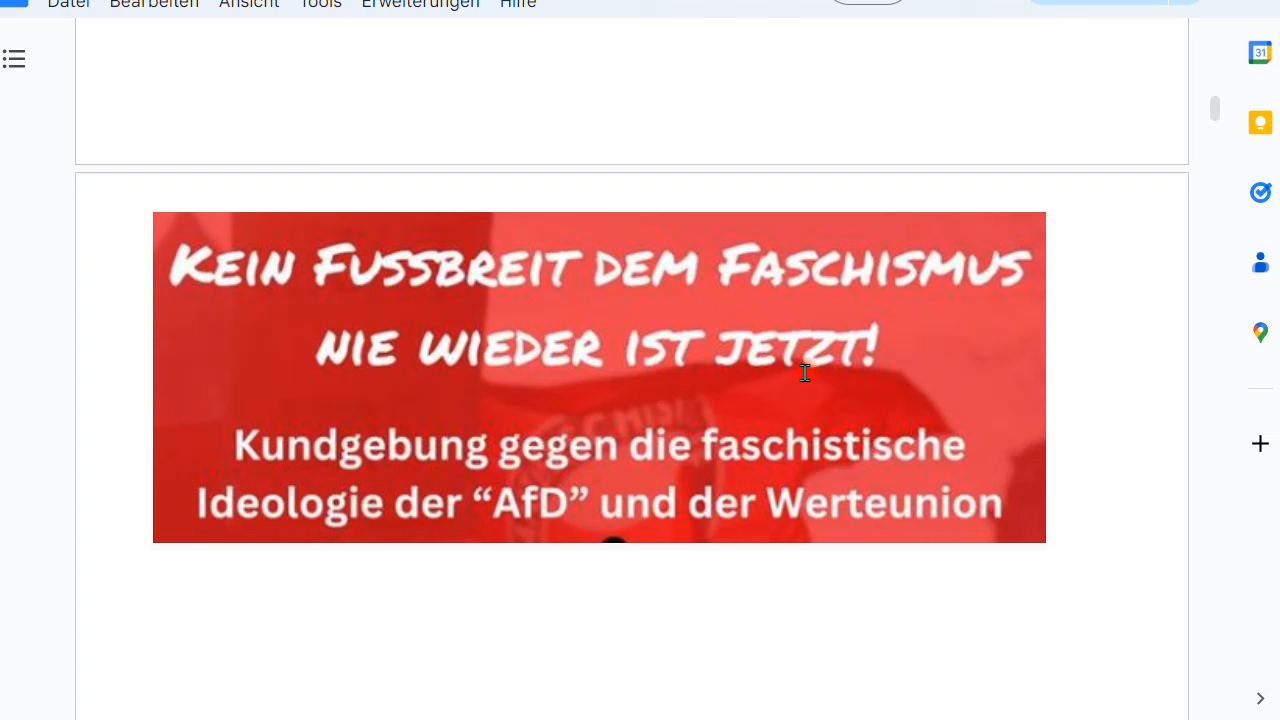 Datei Bearbeiten Ansicht Tools Erweiterungen Hilfe
31
KEIN FUSSBREIT DEM FASCHISMUS
NIE WIEDER IST JETZT!
Kundgebung gegen die faschistische
Ideologie der “AfD” und der Werteunion